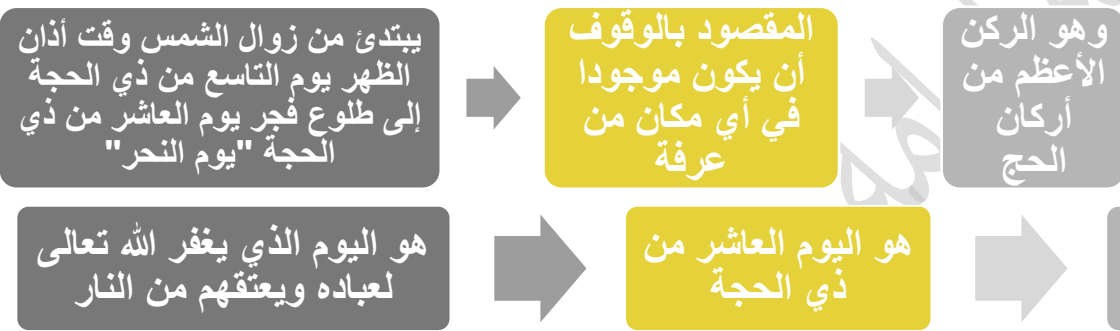 وهو الركن
الأعظم من
أركان
الحج
المقصود بالوقوف
أن يكون موجودا
في أي مكان من
عرفة
يبتدئ من زوال الشمس وقت أذان
الظهر يوم التاسع من ذي الحجة
إلى طلوع فجر يوم العاشر من ذي
الحجة "يوم النحر"
هو اليوم العاشر من
ذي الحجة
هو اليوم الذي يغفر الله تعالى
لعباده ويعتقهم من النار